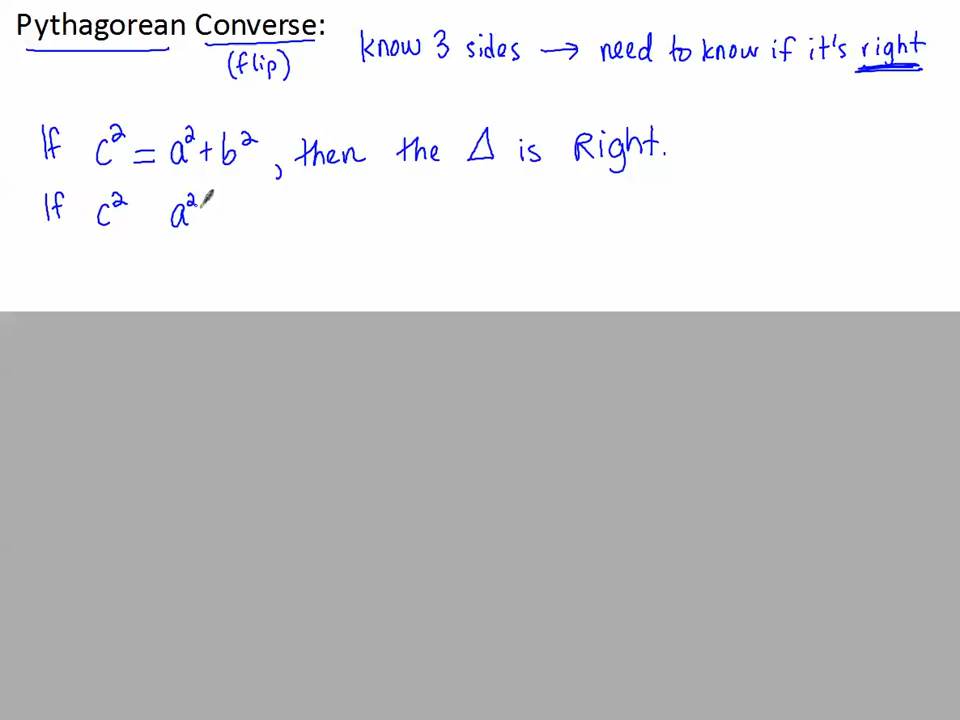 Pythagorean Converse:
(flip)
know 3 sides → need to know if it's right
If c² = a² + b², then the Δ is Right.
If c² a²